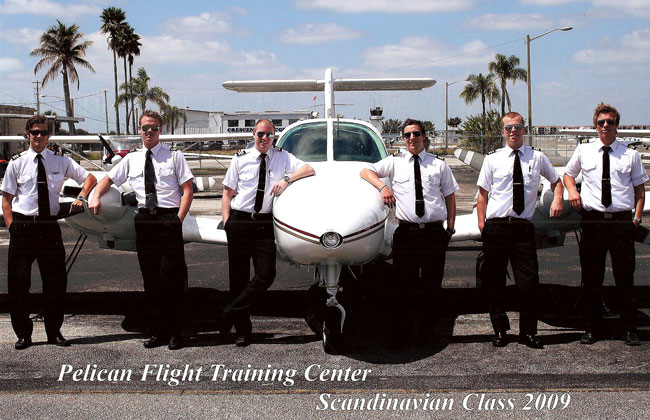 Pelican Flight Training Center
Scandinavian Class 2009